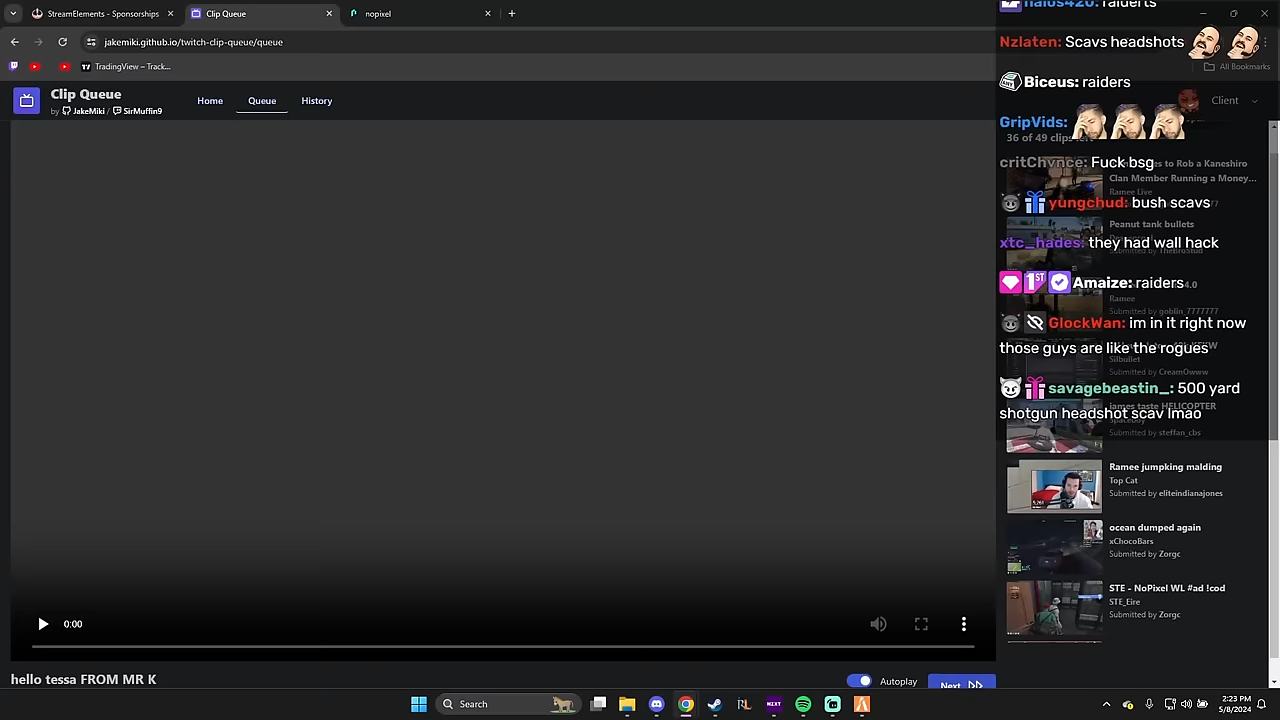 StreamElements - Sponsorships
Clip Queue
nopixel
jakemiki.github.io/twitch-clip-queue/queue
TradingView – Track...
All Bookmarks
Clip Queue
by JakeMiki / SirMuffin9
Home
Queue
History
Client
halos420: raiderts
Nzlaten: Scavs headshots
Biceus: raiders
GripVids:
36 of 49 clips left
critChvnce: Fuck bsg
to Rob a Kaneshiro
Clan Member Running a Money...
Ramee Live
yungchud: bush scavs
Peanut tank bullets
xtc_hades: they had wall hack
Submitted by TheBroStud
1ST
Amaize: raiders
4.0
Ramee
Submitted by goblin_7777777
GlockWan: im in it right now
those guys are like the rogues
Silbullet
Submitted by CreamOwww
savagebeastin_: 500 yard
shotgun headshot scav lmao
james taste HELICOPTER
Spaceboy
Submitted by steffan_cbs
Ramee jumpking malding
Top Cat
Submitted by eliteindianajones
ocean dumped again
xChocoBars
Submitted by Zorgc
STE - NoPixel WL #ad !cod
STE_Eire
Submitted by Zorgc
0:00
hello tessa FROM MR K
Autoplay
Next
Search
2:23 PM
5/8/2024